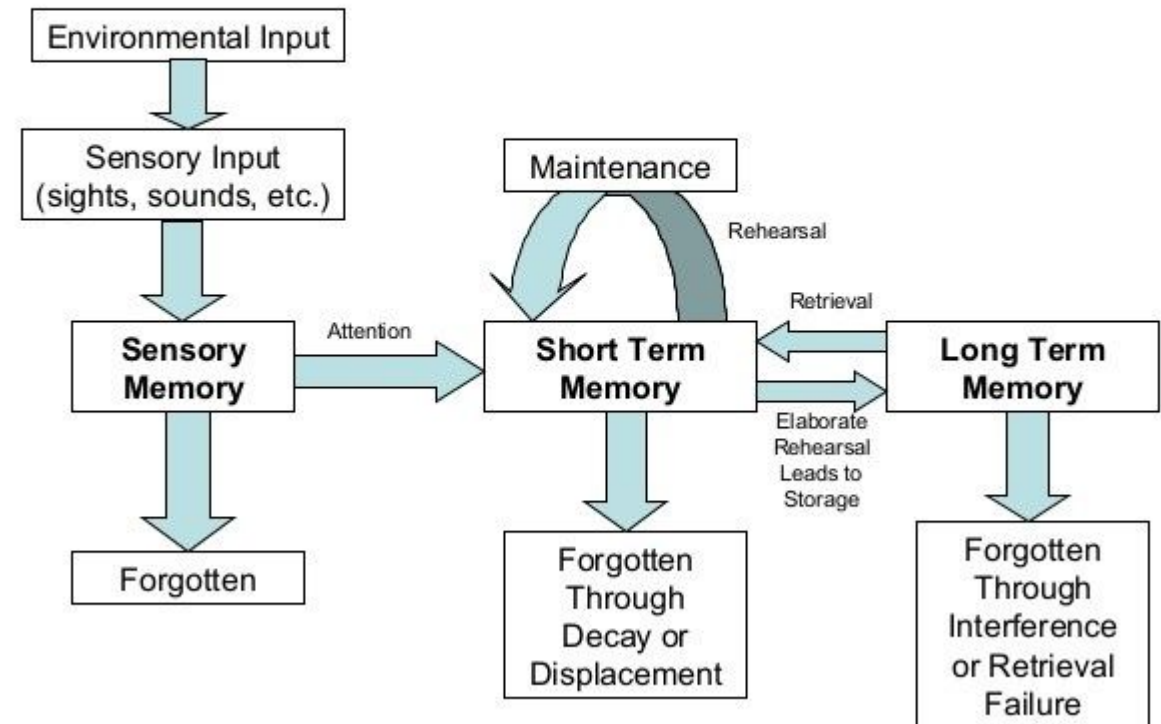 Environmental Input
Sensory Input
(sights, sounds, etc.)
Maintenance
Rehearsal
Sensory
Memory
Attention
Short Term
Memory
Retrieval
Elaborate
Rehearsal
Leads to
Storage
Long Term
Memory
Forgotten
Forgotten
Through
Decay or
Displacement
Forgotten
Through
Interference
or Retrieval
Failure